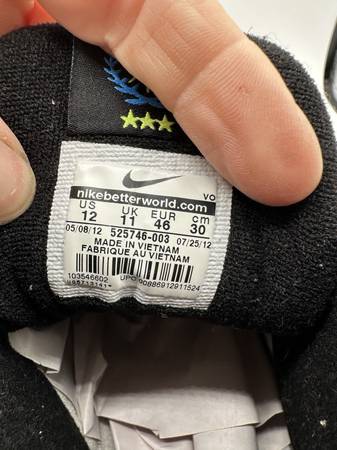 VO
nikebetterworld.com
US UK EUR cm
12 11 46 30
05/08/12 525746-003 07/25/12
MADE IN VIETNAM
FABRIQUE AU VIETNAM
103546602 UPC 00886912911524